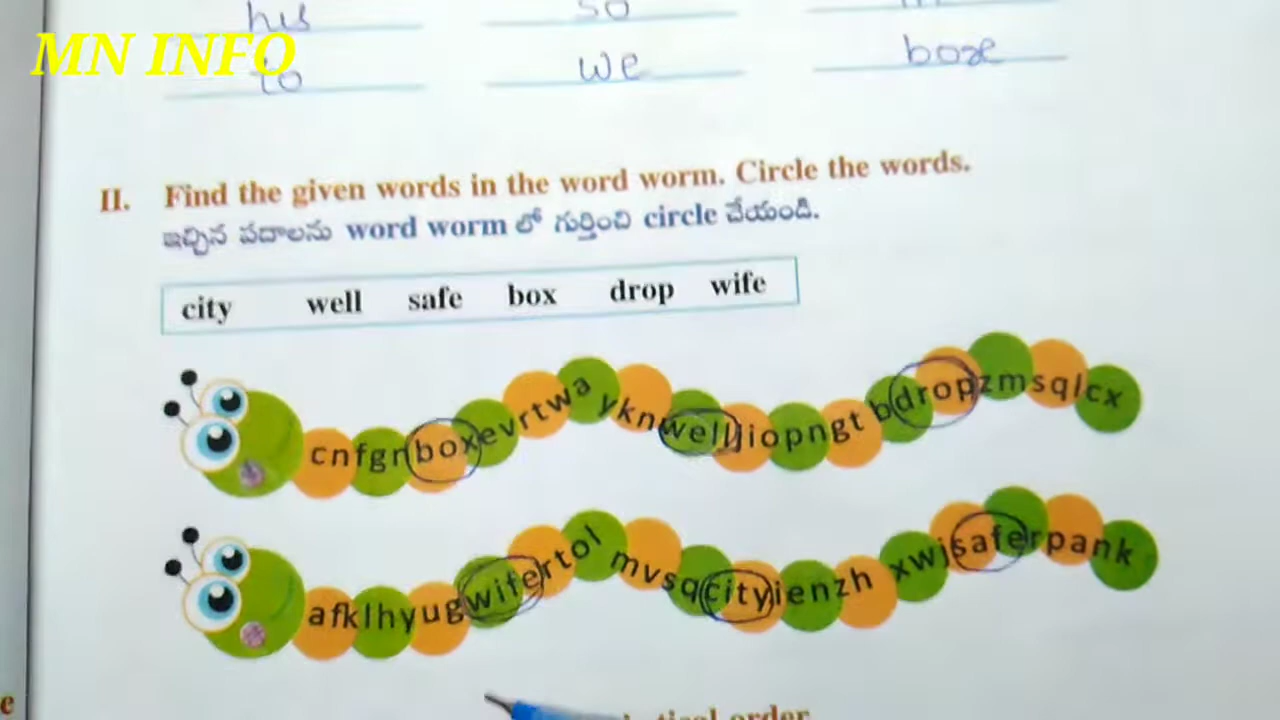 his so
MN INFO
to we box
II. Find the given words in the word worm. Circle the words.
ఇచ్చిన పదాలను word worm లో గుర్తించి circle చేయండి.
city well safe box drop wife
cnfgnboxevrtwayknwelljiopngtbdropzmsqlcx
afklhyugwifertolmvsqcityienzhxwjsaferpank
order
e